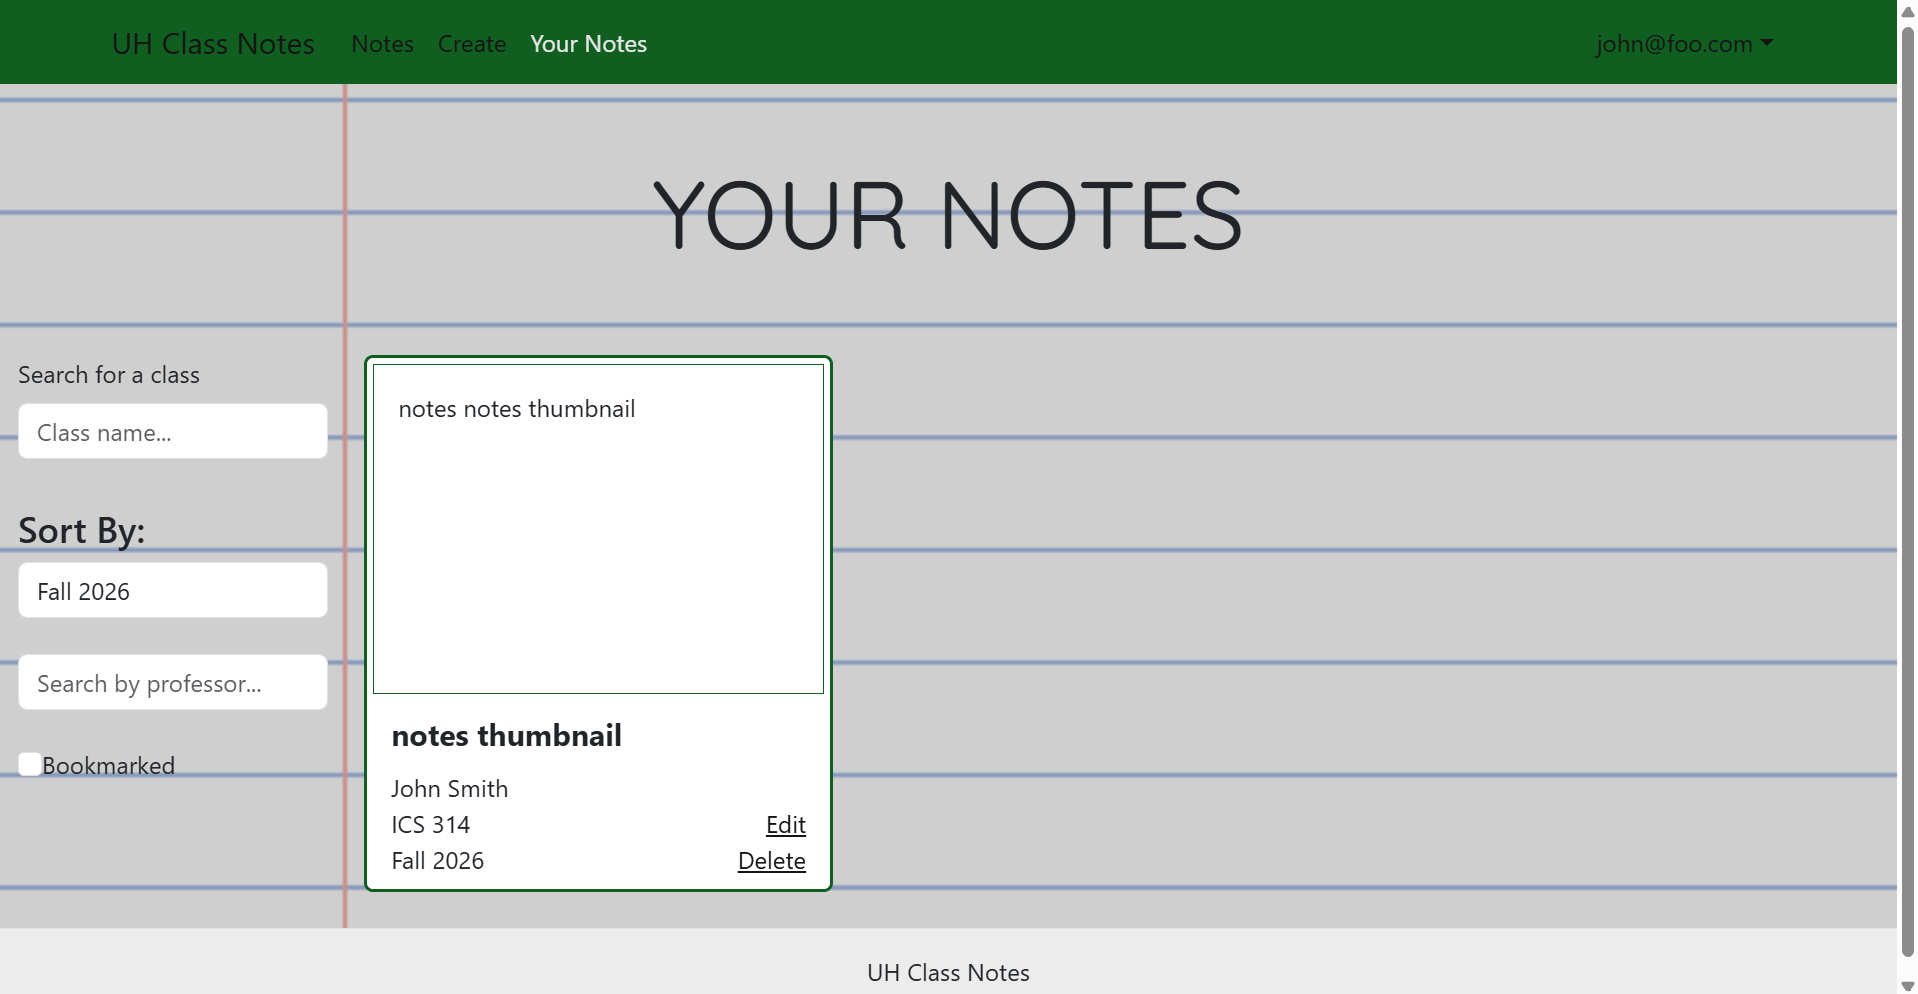 UH Class Notes Notes Create Your Notes john@foo.com
YOUR NOTES
Search for a class
Class name...
Sort By:
Fall 2026
Search by professor...
Bookmarked
notes notes thumbnail
notes thumbnail
John Smith
ICS 314 Edit
Fall 2026 Delete
UH Class Notes